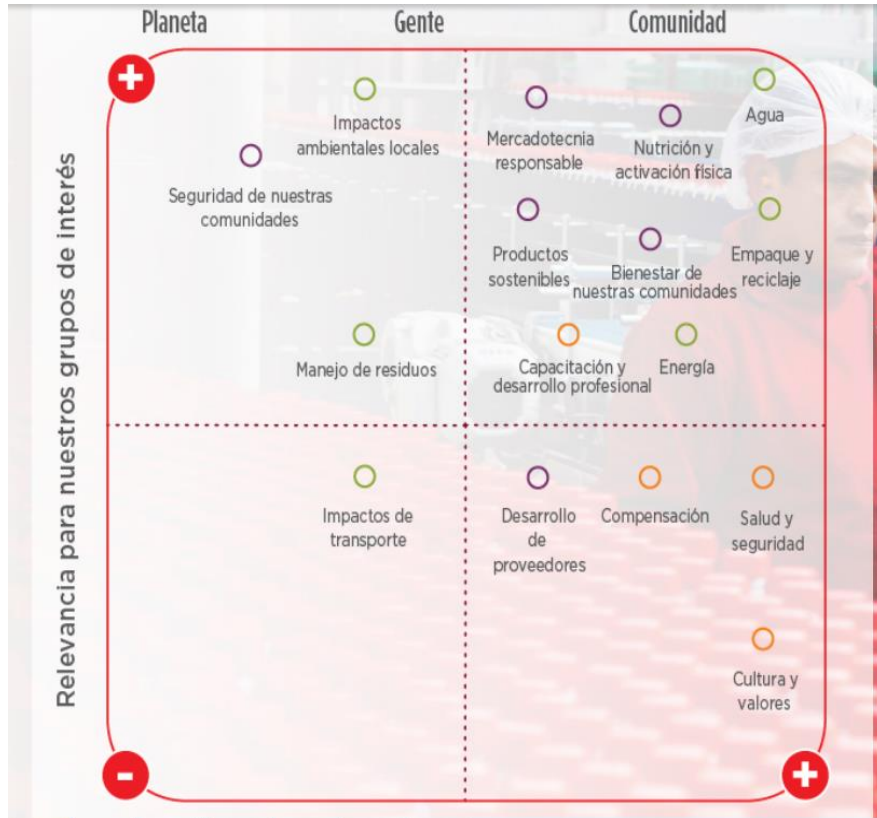 Planeta
Gente
Comunidad
+
Relevancia para nuestros grupos de interés
Impactos
ambientales locales
Seguridad de nuestras
comunidades
Manejo de residuos
Mercadotecnia
responsable
Nutrición y
activación física
Agua
Productos
sostenibles
Bienestar de
nuestras comunidades
Empaque y
reciclaje
Capacitación y
desarrollo profesional
Energía
Impactos de
transporte
Desarrollo
de
proveedores
Compensación
Salud y
seguridad
Cultura y
valores
-
+